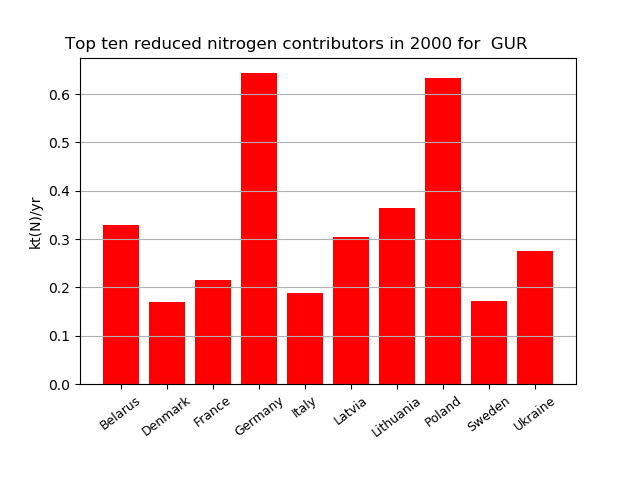 Top ten reduced nitrogen contributors in 2000 for  GUR
kt(N)/yr
0.6
0.5
0.4
0.3
0.2
0.1
0.0
Belarus
Denmark
France
Germany
Italy
Latvia
Lithuania
Poland
Sweden
Ukraine